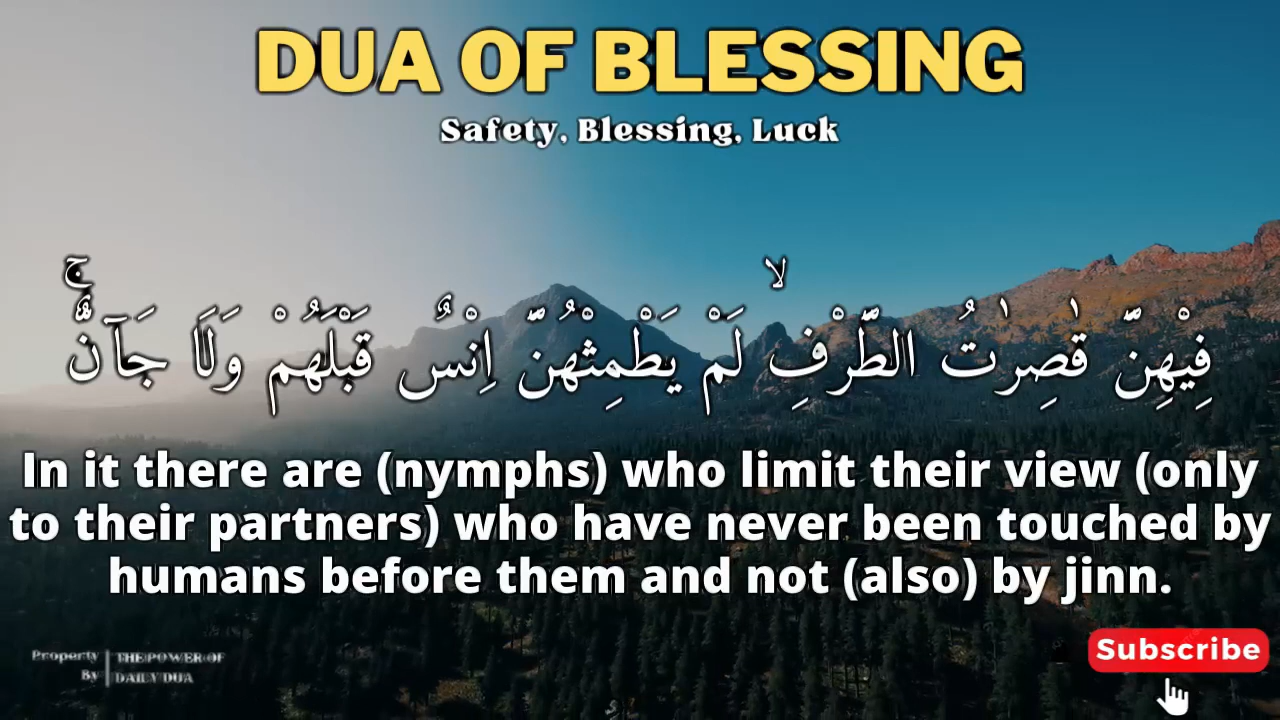 DUA OF BLESSING
Safety, Blessing, Luck
فِيْهِنَّ قٰصِرٰتُ الطَّرْفِۙ لَمْ يَطْمِثْهُنَّ اِنْسٌ قَبْلَهُمْ وَلَا جَاۤنٌّۚ
In it there are (nymphs) who limit their view (only
to their partners) who have never been touched by
humans before them and not (also) by jinn.
Property By
THE POWER OF
DAILY DUA
Subscribe